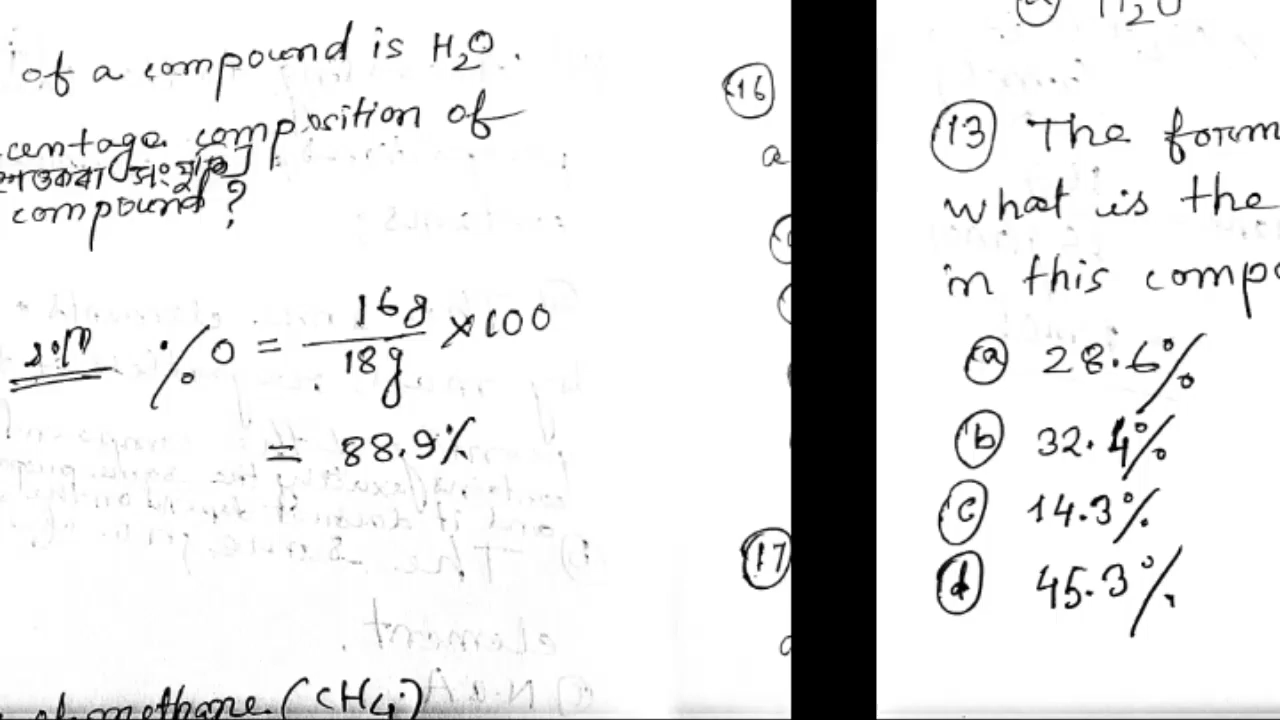 of a compound is H₂O.
centage composition of
শতকরা সংযুক্তি]
compound?
% = 16g / 18g × 100
= 88.9%
methane (CH₄)
16
a
17
H₂O
13 The form
what is the
in this compo
a 28.6%
b 32.4%
c 14.3%
d 45.3%